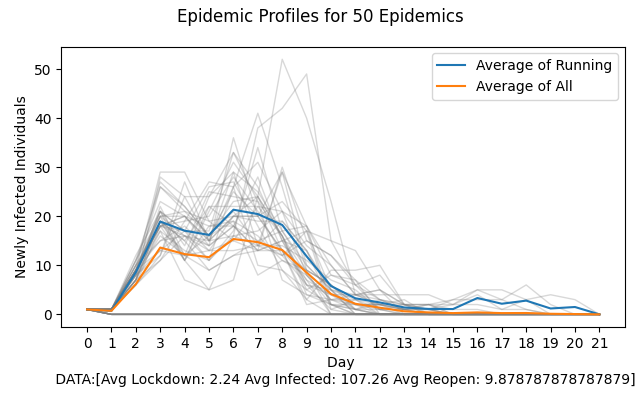 Epidemic Profiles for 50 Epidemics
Average of Running
Average of All
Newly Infected Individuals
50
40
30
20
10
0
0 1 2 3 4 5 6 7 8 9 10 11 12 13 14 15 16 17 18 19 20 21
Day
DATA:[Avg Lockdown: 2.24 Avg Infected: 107.26 Avg Reopen: 9.878787878787879]